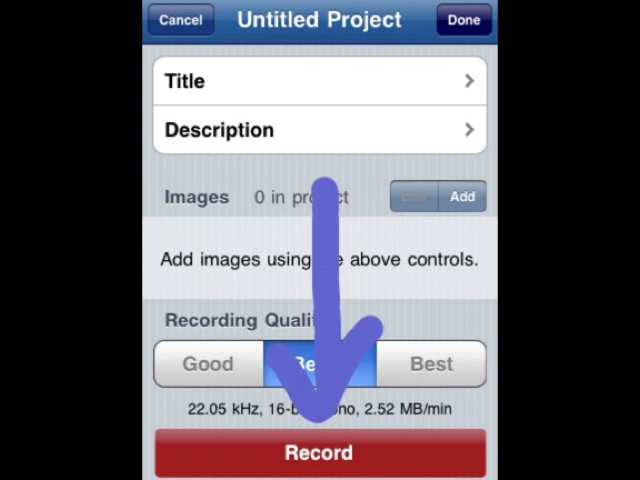 Cancel Untitled Project Done
Title
Description
Images 0 in project Edit Add
Add images using the above controls.
Recording Quality
Good Best
22.05 kHz, 16-bit mono, 2.52 MB/min
Record